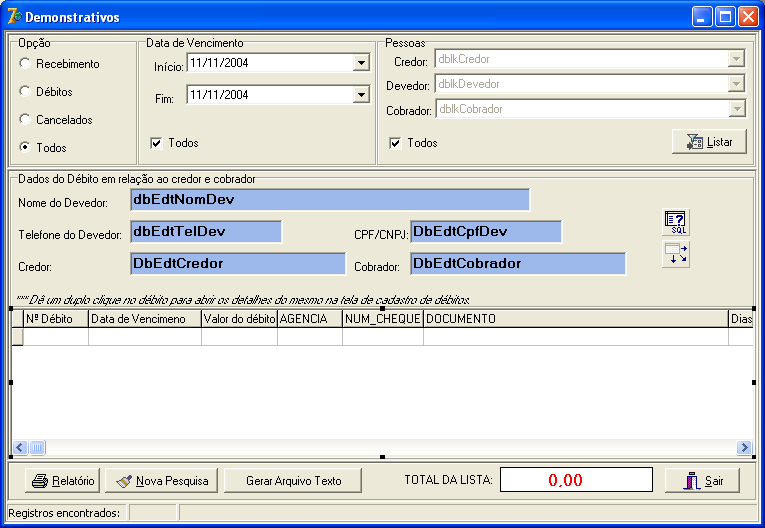 Demonstrativos
Opção
Recebimento
Débitos
Cancelados
Todos
Data de Vencimento
Início: 11/11/2004
Fim: 11/11/2004
Todos
Pessoas
Credor: dblkCredor
Devedor: dblkDevedor
Cobrador: dblkCobrador
Todos
Listar
Dados do Débito em relação ao credor e cobrador
Nome do Devedor: dbEdtNomDev
Telefone do Devedor: dbEdtTelDev CPF/CNPJ: DbEdtCpfDev
Credor: DbEdtCredor Cobrador: DbEdtCobrador
SQL
*** Dê um duplo clique no débito para abrir os detalhes do mesmo na tela de cadastro de débitos.
Nº Débito Data de Vencimeno Valor do débito AGENCIA NUM_CHEQUE DOCUMENTO Dias
Relatório Nova Pesquisa Gerar Arquivo Texto TOTAL DA LISTA: 0,00 Sair
Registros encontrados: